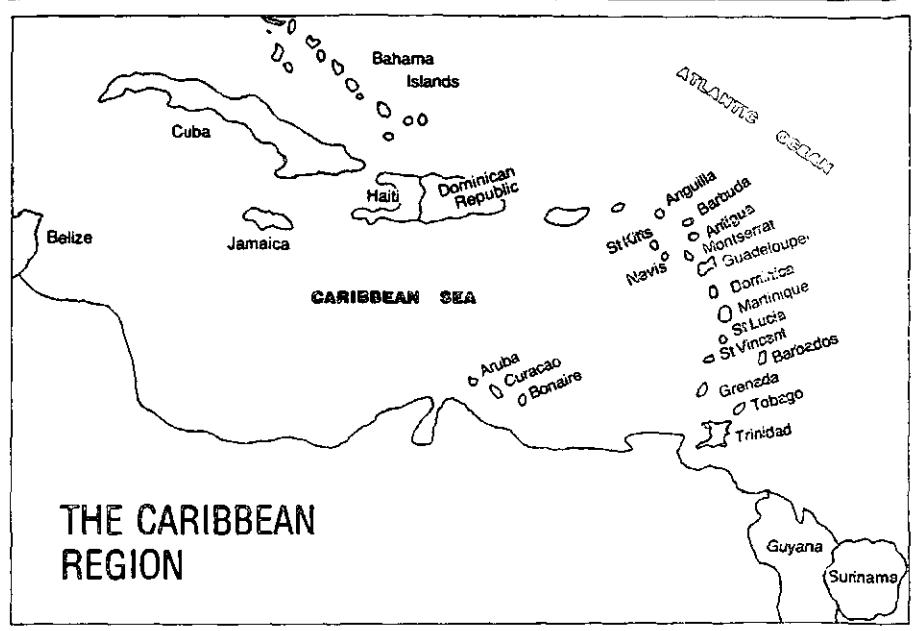 Bahama
Islands
ATLANTIC OCEAN
Cuba
Haiti
Dominican
Republic
Anguilla
Barbuda
Antigua
St Kitts
Montserrat
Nevis
Guadeloupe
Belize
Jamaica
CARIBBEAN SEA
Dominica
Martinique
St Lucia
St Vincent
Barbados
Aruba
Curacao
Bonaire
Grenada
Tobago
Trinidad
THE CARIBBEAN
REGION
Guyana
Surinama